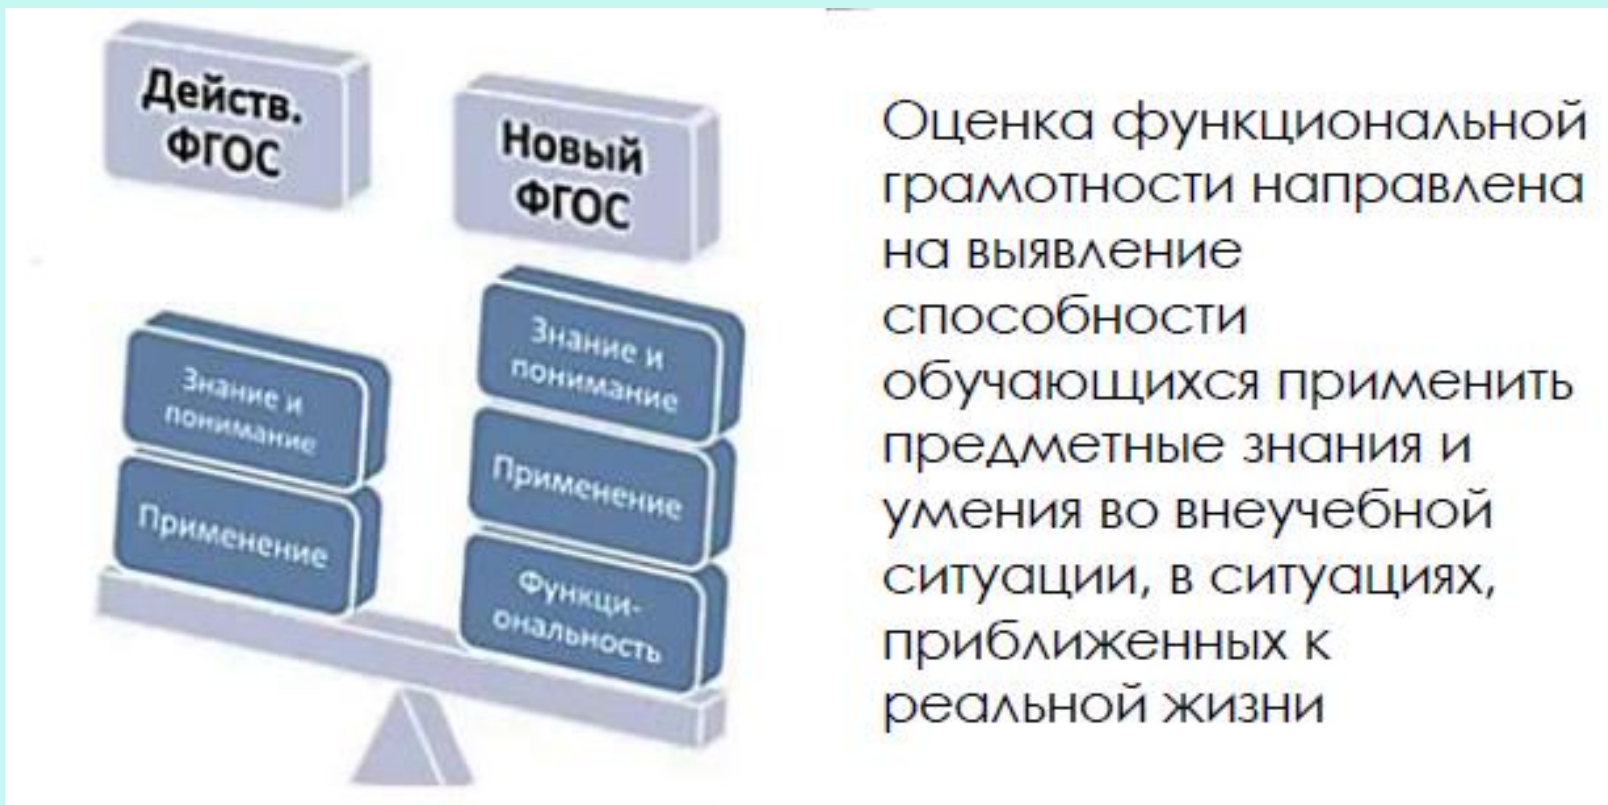 Действ.
ФГОС
Новый
ФГОС
Знание и
понимание
Применение
Знание и
понимание
Применение
Функци-
ональность
Оценка функциональной
грамотности направлена
на выявление
способности
обучающихся применить
предметные знания и
умения во внеучебной
ситуации, в ситуациях,
приближенных к
реальной жизни